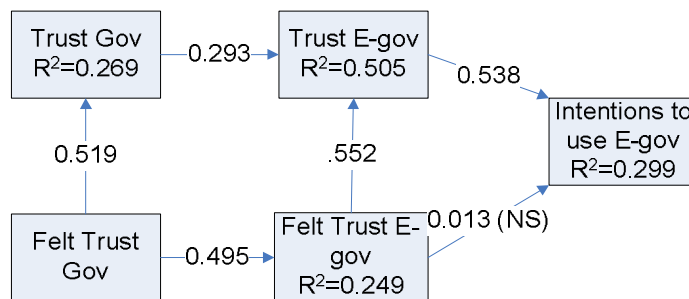 Trust Gov
R²=0.269
0.293
Trust E-gov
R²=0.505
0.538
Intentions to
use E-gov
R²=0.299
0.519
.552
Felt Trust
Gov
0.495
Felt Trust E-
gov
R²=0.249
0.013 (NS)